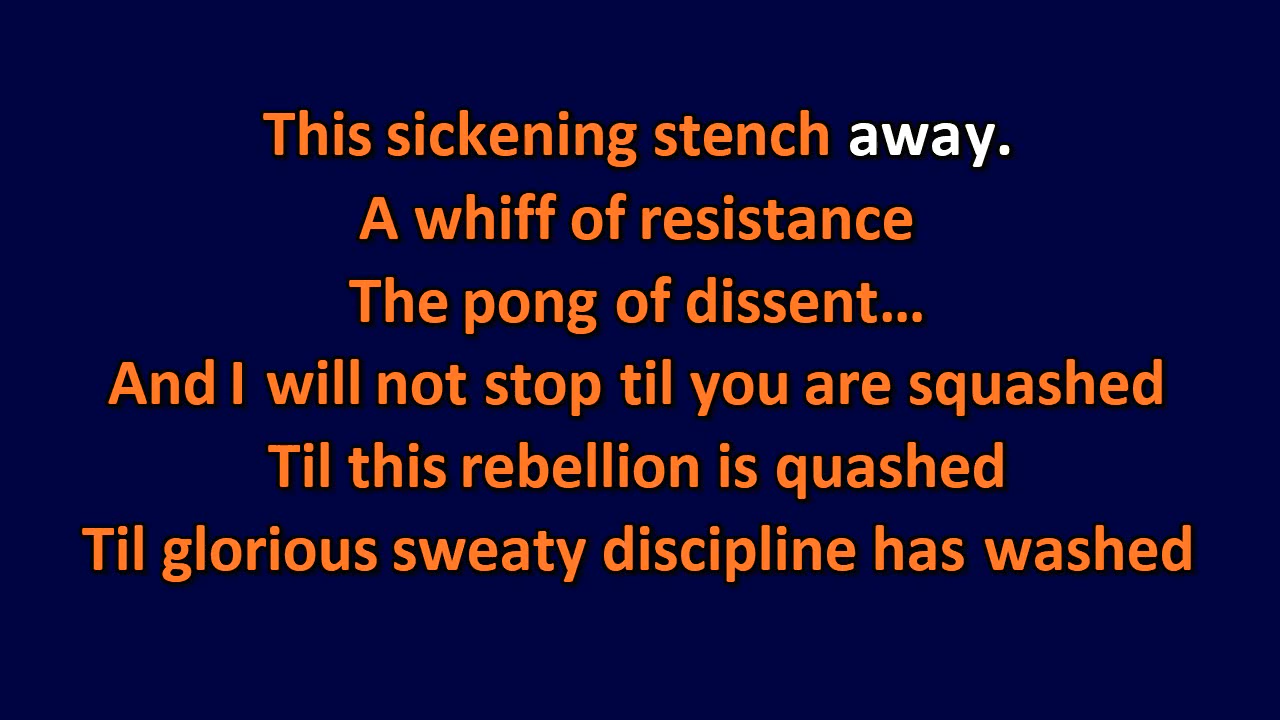 This sickening stench away.
A whiff of resistance
The pong of dissent…
And I will not stop til you are squashed
Til this rebellion is quashed
Til glorious sweaty discipline has washed